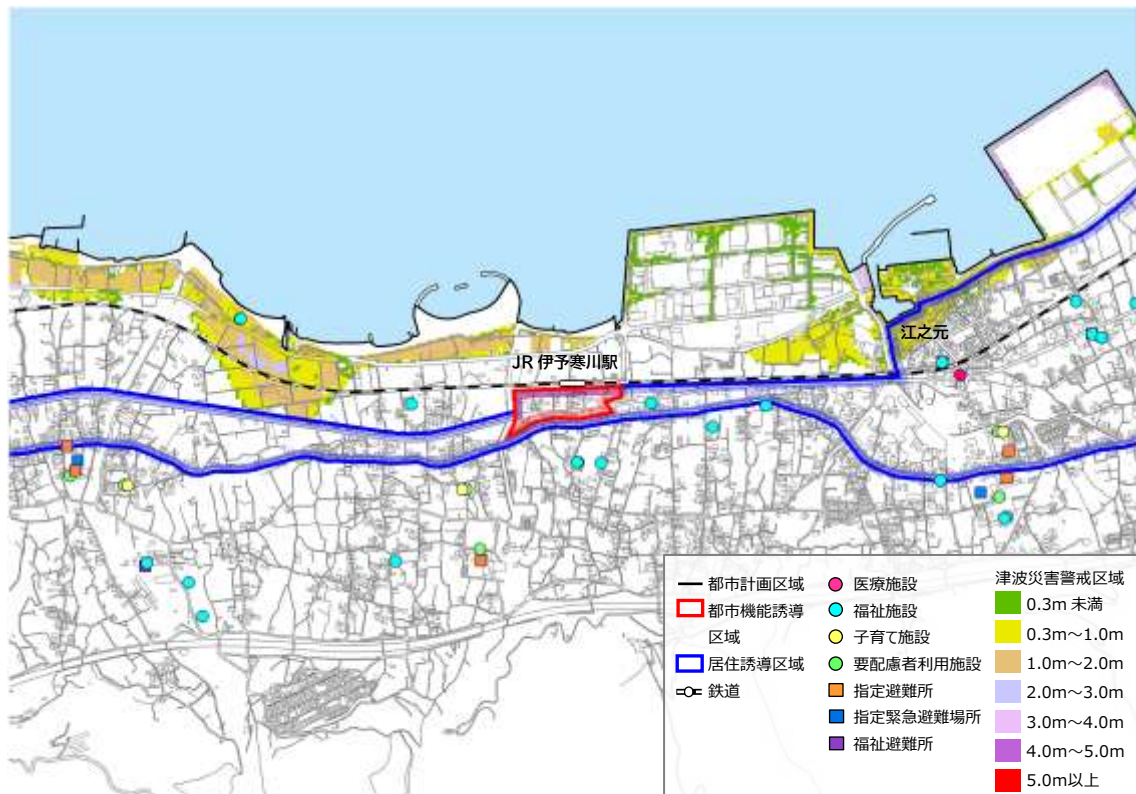 江之元
JR 伊予寒川駅
都市計画区域
都市機能誘導
区域
居住誘導区域
鉄道
医療施設
福祉施設
子育て施設
要配慮者利用施設
指定避難所
指定緊急避難場所
福祉避難所
津波災害警戒区域
0.3m 未満
0.3m～1.0m
1.0m～2.0m
2.0m～3.0m
3.0m～4.0m
4.0m～5.0m
5.0m以上